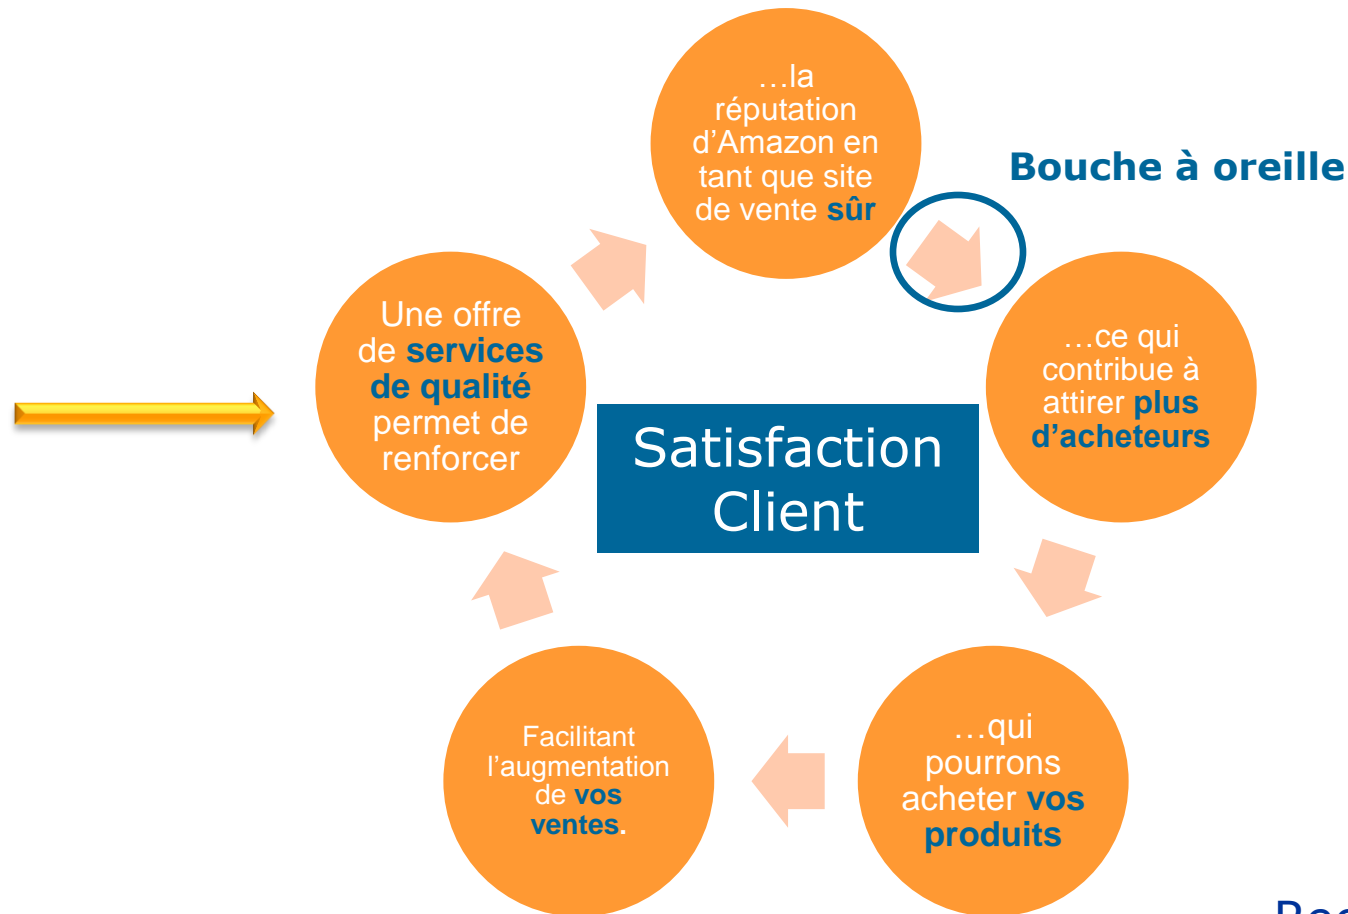 …la
réputation
d’Amazon en
tant que site
de vente sûr
Bouche à oreille
Une offre
de services
de qualité
permet de
renforcer
…ce qui
contribue à
attirer plus
d’acheteurs
Satisfaction
Client
Facilitant
l’augmentation
de vos
ventes.
…qui
pourrons
acheter vos
produits